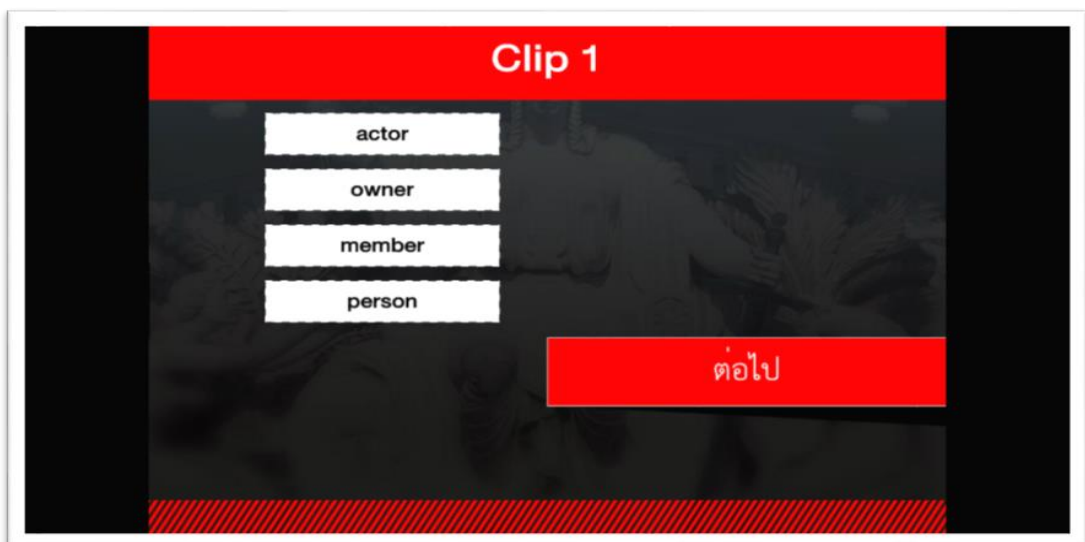 Clip 1
actor
owner
member
person
ต่อไป